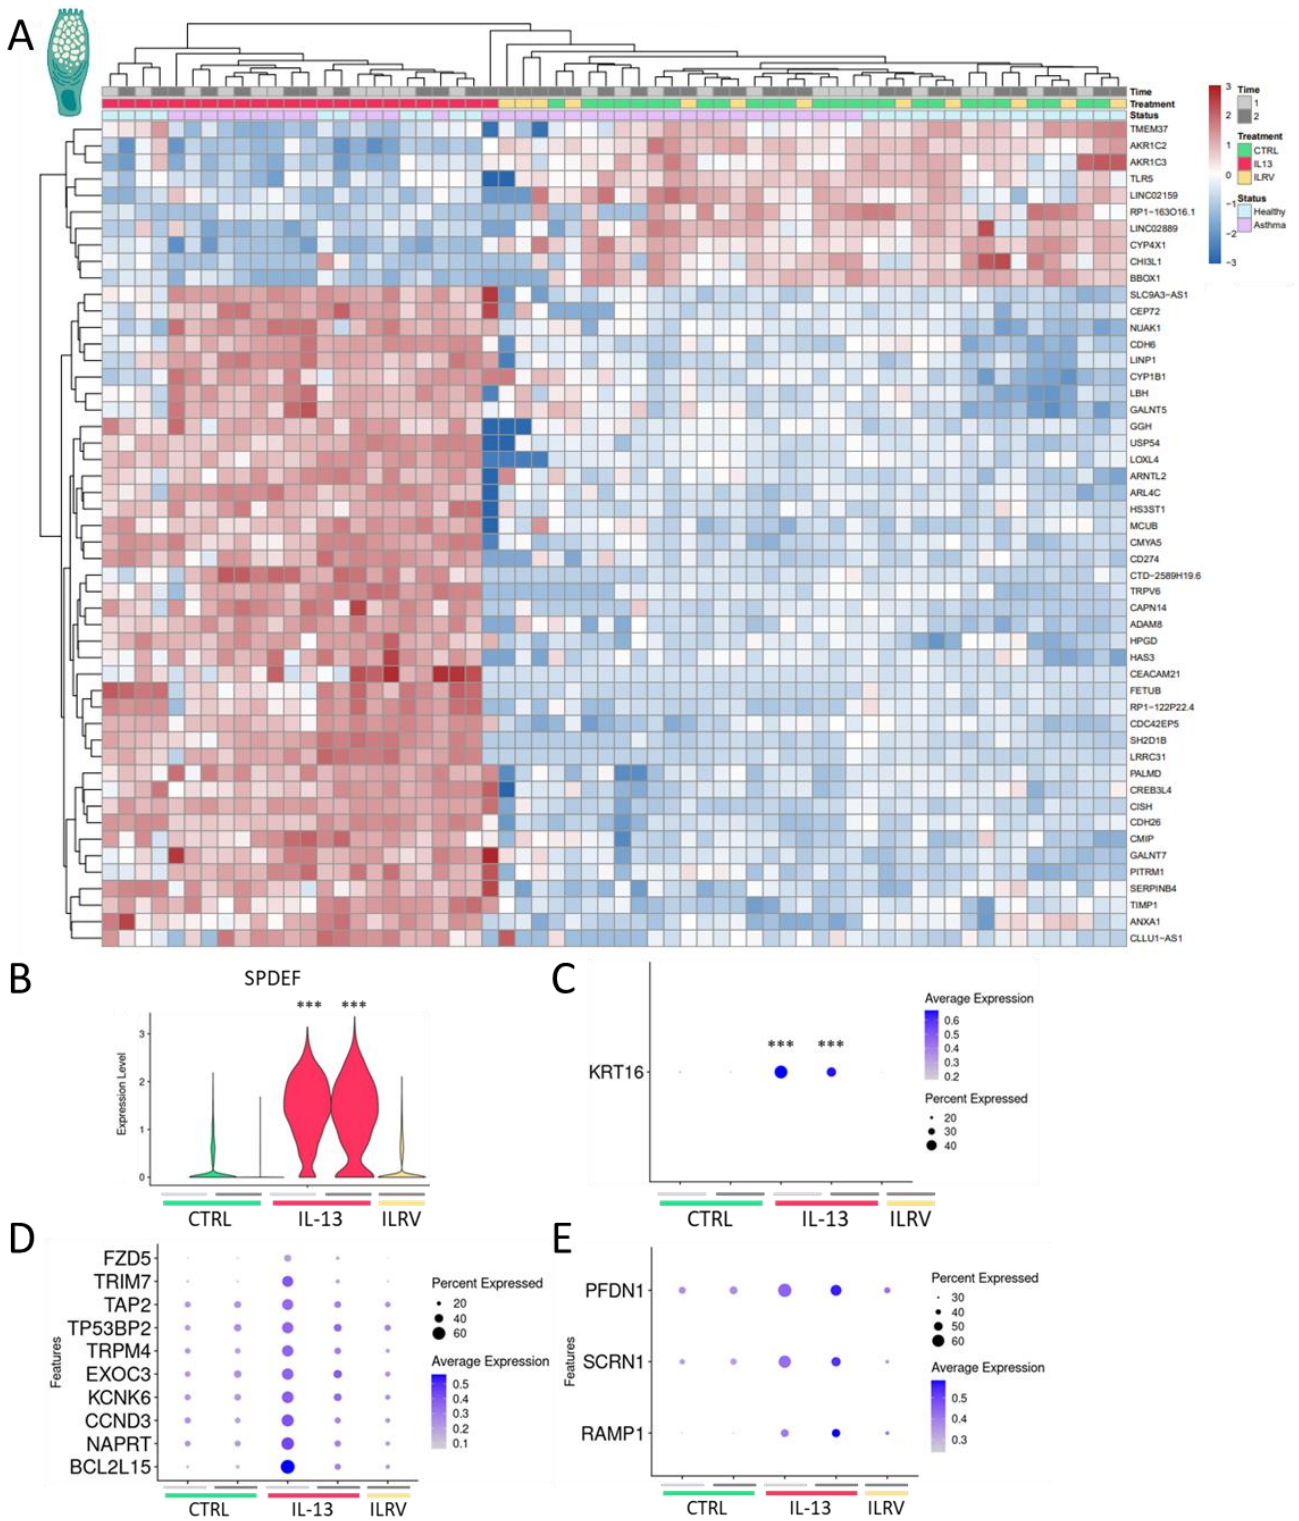 A
Time
Treatment
Status
TMEM37
AKR1C2
AKR1C3
TLR5
LINC02159
RP1-163O16.1
LINC02889
CYP4X1
CHI3L1
BBOX1
SLC9A3-AS1
CEP72
NUAK1
CDH6
LINP1
CYP1B1
LBH
GALNT5
GGH
USP54
LOXL4
ARNTL2
ARL4C
HS3ST1
MCUB
CMYA5
CD274
CTD-2589H19.6
TRPV6
CAPN14
ADAM8
HPGD
HAS3
CEACAM21
FETUB
RP1-122P22.4
CDC42EP5
SH2D1B
LRRC31
PALMD
CREB3L4
CISH
CDH26
CMIP
GALNT7
PITRM1
SERPINB4
TIMP1
ANXA1
CLLU1-AS1
3
2
1
0
-1
-2
-3
Time
1
2
Treatment
CTRL
IL13
ILRV
Status
Healthy
Asthma
B
SPDEF
*** ***
Expression Level
3
2
1
0
CTRL IL-13 ILRV
C
KRT16
*** ***
CTRL IL-13 ILRV
Average Expression
0.6
0.5
0.4
0.3
0.2
Percent Expressed
20
30
40
D
Features
FZD5
TRIM7
TAP2
TP53BP2
TRPM4
EXOC3
KCNK6
CCND3
NAPRT
BCL2L15
CTRL IL-13 ILRV
Percent Expressed
20
40
60
Average Expression
0.5
0.4
0.3
0.2
0.1
E
Features
PFDN1
SCRN1
RAMP1
CTRL IL-13 ILRV
Percent Expressed
30
40
50
60
Average Expression
0.5
0.4
0.3